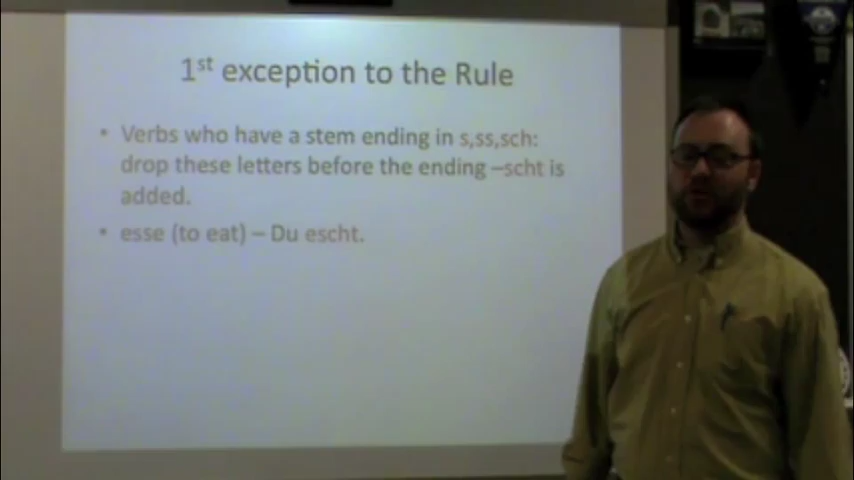 1st exception to the Rule
• Verbs who have a stem ending in s,ss,sch:
drop these letters before the ending –scht is
added.
• esse (to eat) – Du escht.